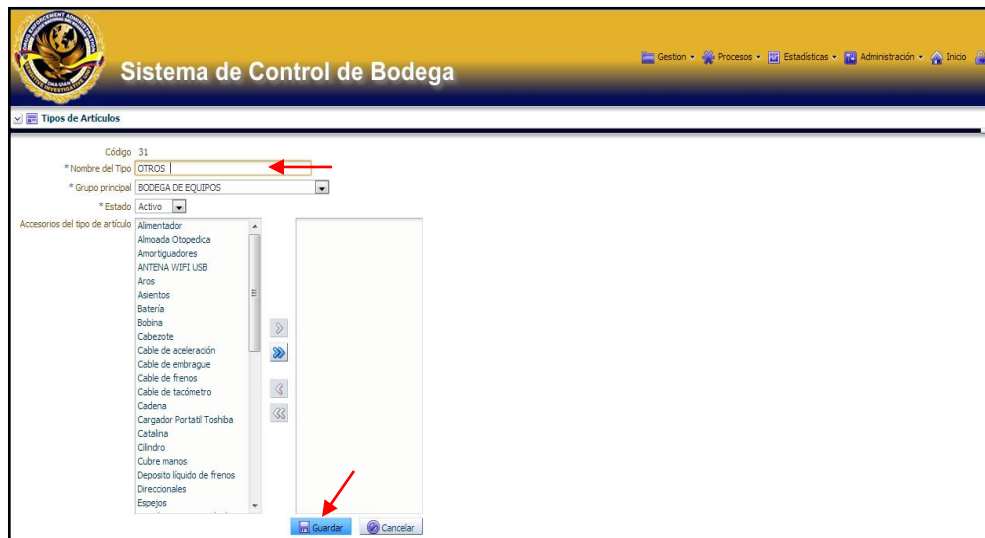 Sistema de Control de Bodega
Gestion Procesos Estadísticas Administración Inicio
Tipos de Artículos
Código 31
* Nombre del Tipo OTROS
* Grupo principal BODEGA DE EQUIPOS
* Estado Activo
Accesorios del tipo de artículo
Alimentador
Almoada Otopedica
Amortiguadores
ANTENA WIFI USB
Aros
Asientos
Batería
Bobina
Cabezote
Cable de aceleración
Cable de embrague
Cable de frenos
Cable de tacómetro
Cadena
Cargador Portatil Toshiba
Catalina
Cilindro
Cubre manos
Deposito líquido de frenos
Direccionales
Espejos
Guardar Cancelar